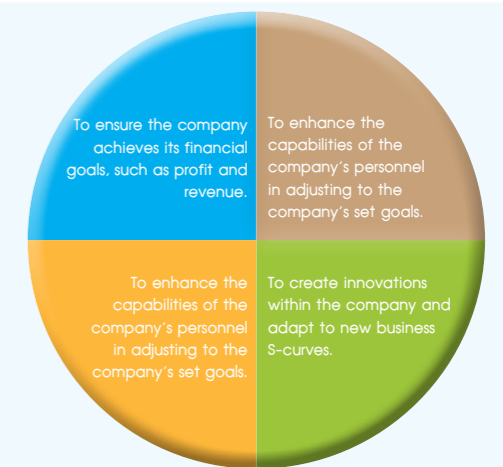 To ensure the company
achieves its financial
goals, such as profit and
revenue.
To enhance the
capabilities of the
company's personnel
in adjusting to the
company's set goals.
To enhance the
capabilities of the
company's personnel
in adjusting to the
company's set goals.
To create innovations
within the company and
adapt to new business
S-curves.